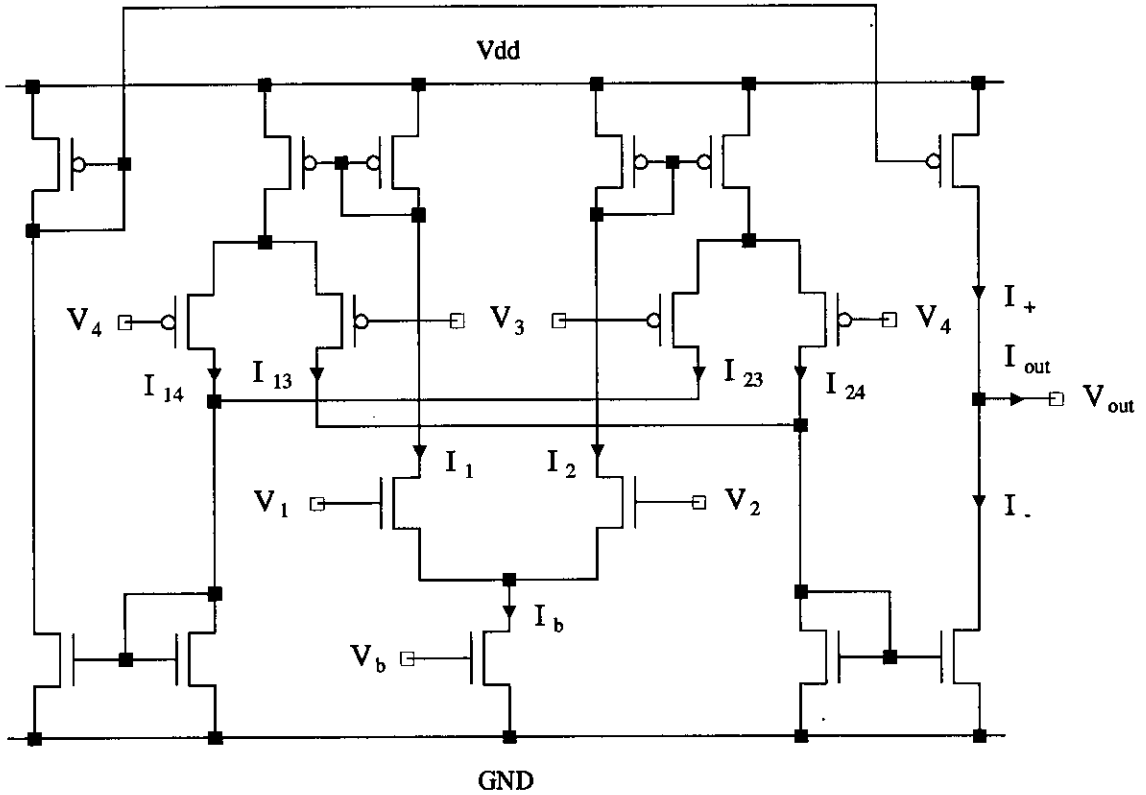 Vdd
V4 V3 V4
I14 I13 I23 I24
I+
Iout
Vout
I1 I2
V1 V2
I-
Ib
Vb
GND